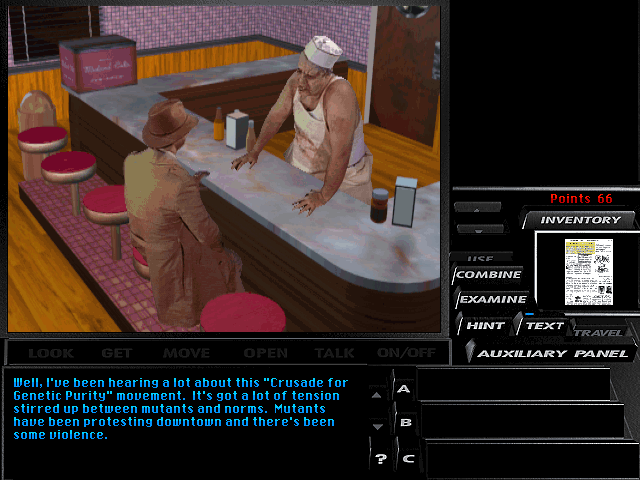 Points 66
INVENTORY
USE
COMBINE
EXAMINE
HINT
TEXT
TRAVEL
AUXILIARY PANEL
LOOK GET MOVE OPEN TALK ON/OFF
Well, I've been hearing a lot about this "Crusade for
Genetic Purity" movement. It's got a lot of tension
stirred up between mutants and norms. Mutants
have been protesting downtown and there's been
some violence.
A
B
? C